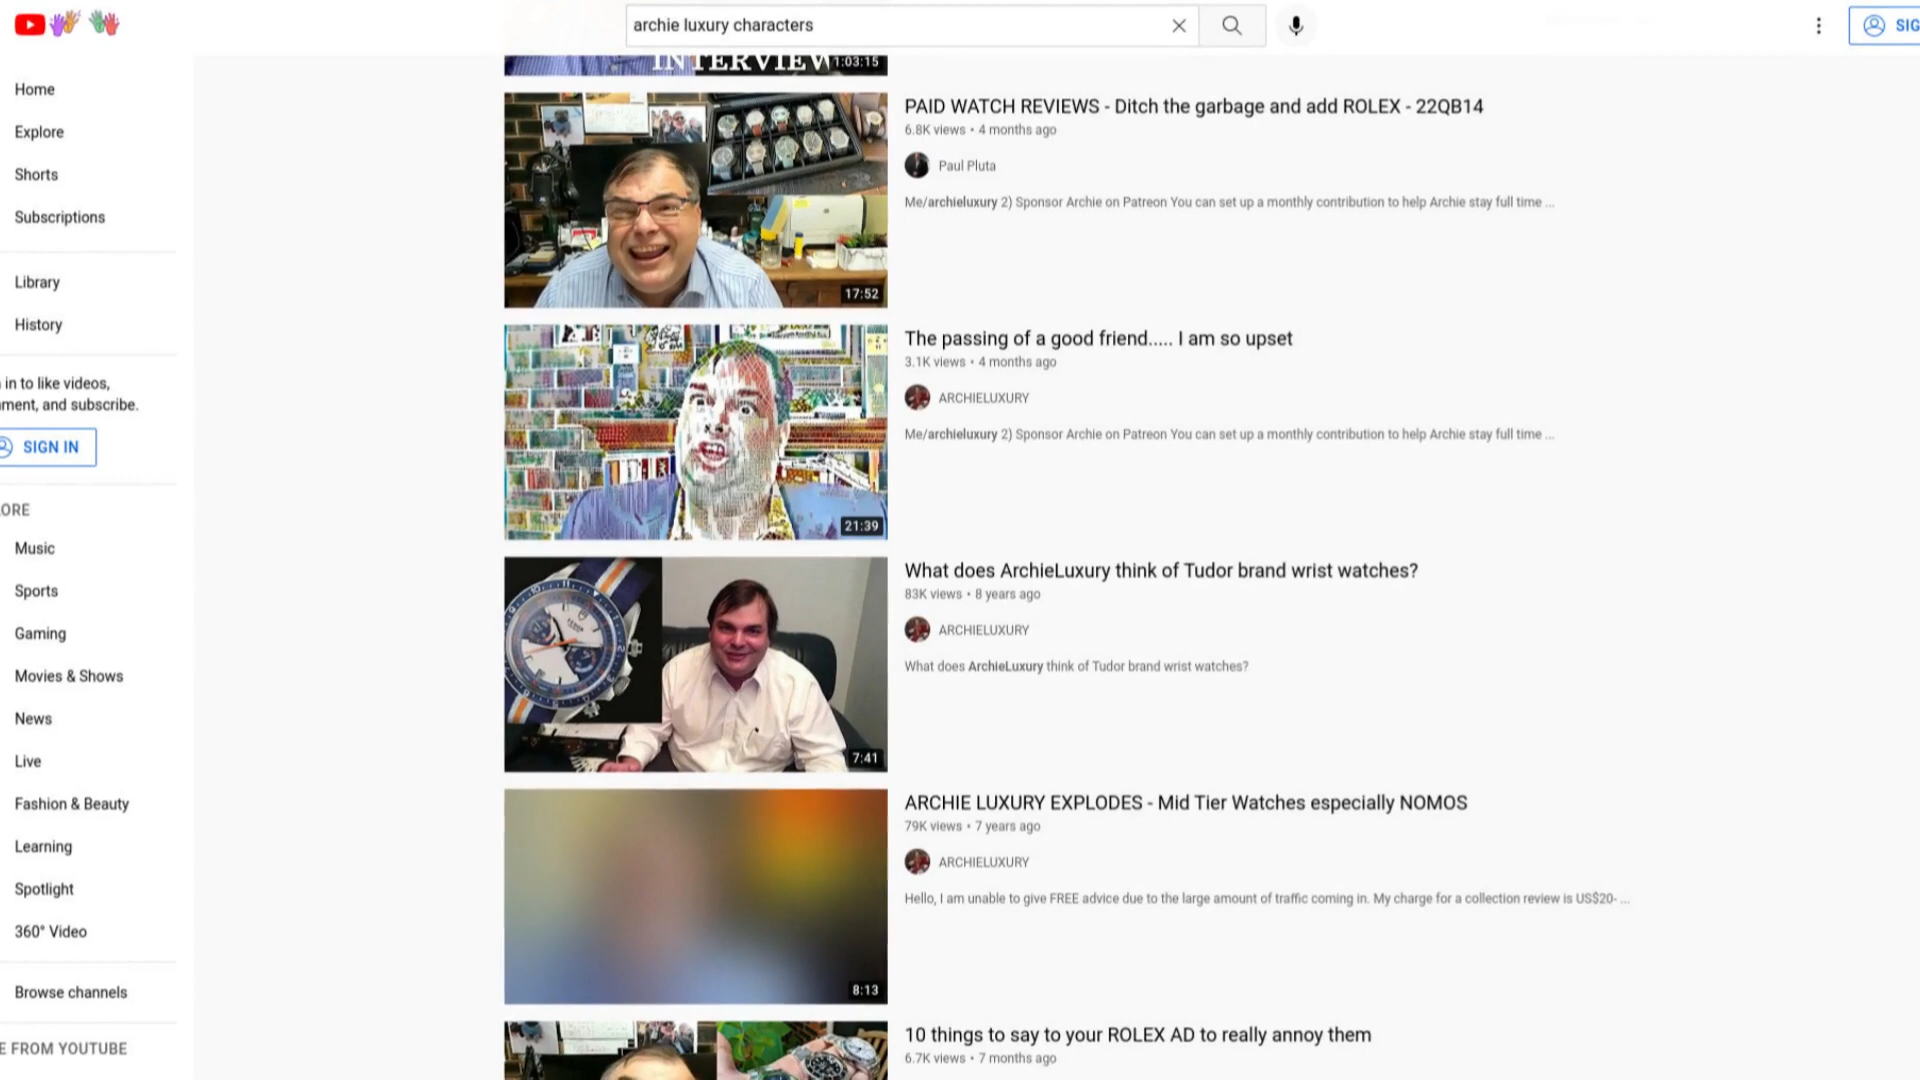 archie luxury characters
SIG
Home
Explore
Shorts
Subscriptions
Library
History
in to like videos,
ment, and subscribe.
SIGN IN
ORE
Music
Sports
Gaming
Movies & Shows
News
Live
Fashion & Beauty
Learning
Spotlight
360° Video
Browse channels
E FROM YOUTUBE
INTERVIEW
1:03:15
PAID WATCH REVIEWS - Ditch the garbage and add ROLEX - 22QB14
6.8K views • 4 months ago
Paul Pluta
Me/archieluxury 2) Sponsor Archie on Patreon You can set up a monthly contribution to help Archie stay full time ...
17:52
The passing of a good friend..... I am so upset
3.1K views • 4 months ago
ARCHIELUXURY
Me/archieluxury 2) Sponsor Archie on Patreon You can set up a monthly contribution to help Archie stay full time ...
21:39
What does ArchieLuxury think of Tudor brand wrist watches?
83K views • 8 years ago
ARCHIELUXURY
What does ArchieLuxury think of Tudor brand wrist watches?
7:41
ARCHIE LUXURY EXPLODES - Mid Tier Watches especially NOMOS
79K views • 7 years ago
ARCHIELUXURY
Hello, I am unable to give FREE advice due to the large amount of traffic coming in. My charge for a collection review is US$20- ...
8:13
10 things to say to your ROLEX AD to really annoy them
6.7K views • 7 months ago